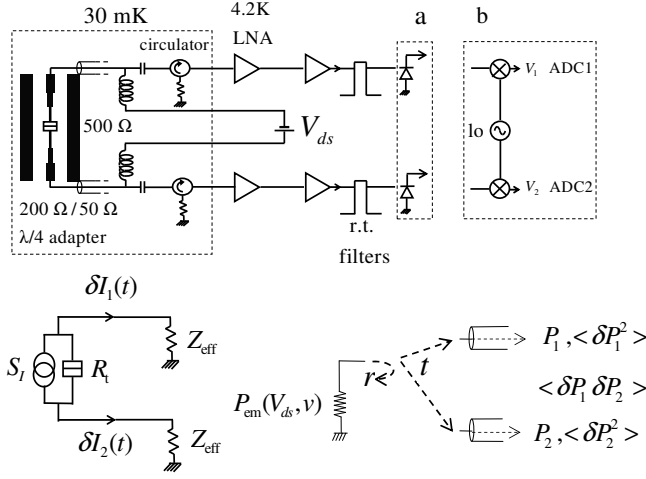 30 mK
4.2K
LNA
a
b
circulator
500 Ω
V_ds
V_1 ADC1
lo
V_2 ADC2
200 Ω/50 Ω
λ/4 adapter
r.t.
filters
δI_1(t)
Z_eff
S_I
R_t
δI_2(t)
Z_eff
P_em(V_ds,ν)
r
t
P_1,<δP_1^2>
<δP_1 δP_2>
P_2,<δP_2^2>